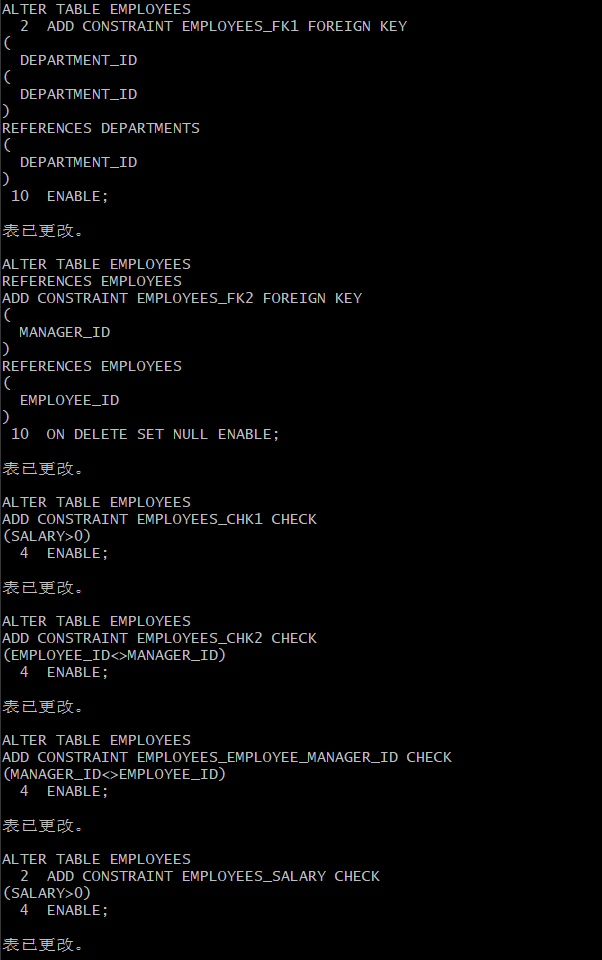 ALTER TABLE EMPLOYEES
  2  ADD CONSTRAINT EMPLOYEES_FK1 FOREIGN KEY
(
  DEPARTMENT_ID
(
  DEPARTMENT_ID
)
REFERENCES DEPARTMENTS
(
  DEPARTMENT_ID
)
 10  ENABLE;
表已更改。
ALTER TABLE EMPLOYEES
REFERENCES EMPLOYEES
ADD CONSTRAINT EMPLOYEES_FK2 FOREIGN KEY
(
  MANAGER_ID
)
REFERENCES EMPLOYEES
(
  EMPLOYEE_ID
)
 10  ON DELETE SET NULL ENABLE;
表已更改。
ALTER TABLE EMPLOYEES
ADD CONSTRAINT EMPLOYEES_CHK1 CHECK
(SALARY>0)
  4  ENABLE;
表已更改。
ALTER TABLE EMPLOYEES
ADD CONSTRAINT EMPLOYEES_CHK2 CHECK
(EMPLOYEE_ID<>MANAGER_ID)
  4  ENABLE;
表已更改。
ALTER TABLE EMPLOYEES
ADD CONSTRAINT EMPLOYEES_EMPLOYEE_MANAGER_ID CHECK
(MANAGER_ID<>EMPLOYEE_ID)
  4  ENABLE;
表已更改。
ALTER TABLE EMPLOYEES
  2  ADD CONSTRAINT EMPLOYEES_SALARY CHECK
(SALARY>0)
  4  ENABLE;
表已更改。